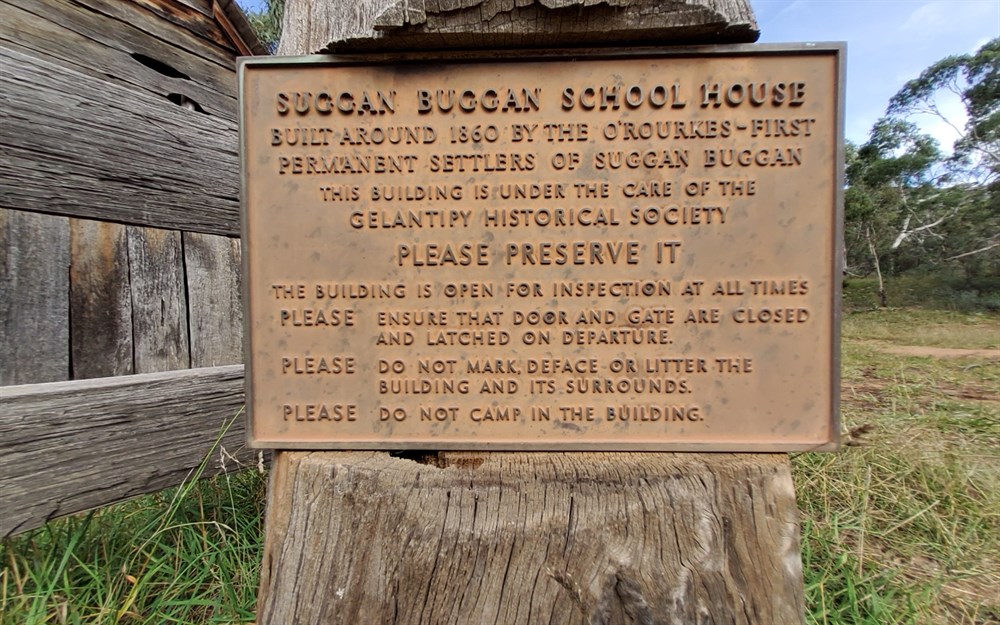 SUGGAN BUGGAN SCHOOL HOUSE
BUILT AROUND 1860 BY THE O'ROURKES-FIRST
PERMANENT SETTLERS OF SUGGAN BUGGAN
THIS BUILDING IS UNDER THE CARE OF THE
GELANTIPY HISTORICAL SOCIETY
PLEASE PRESERVE IT
THE BUILDING IS OPEN FOR INSPECTION AT ALL TIMES
PLEASE ENSURE THAT DOOR AND GATE ARE CLOSED
AND LATCHED ON DEPARTURE.
PLEASE DO NOT MARK, DEFACE OR LITTER THE
BUILDING AND ITS SURROUNDS.
PLEASE DO NOT CAMP IN THE BUILDING.